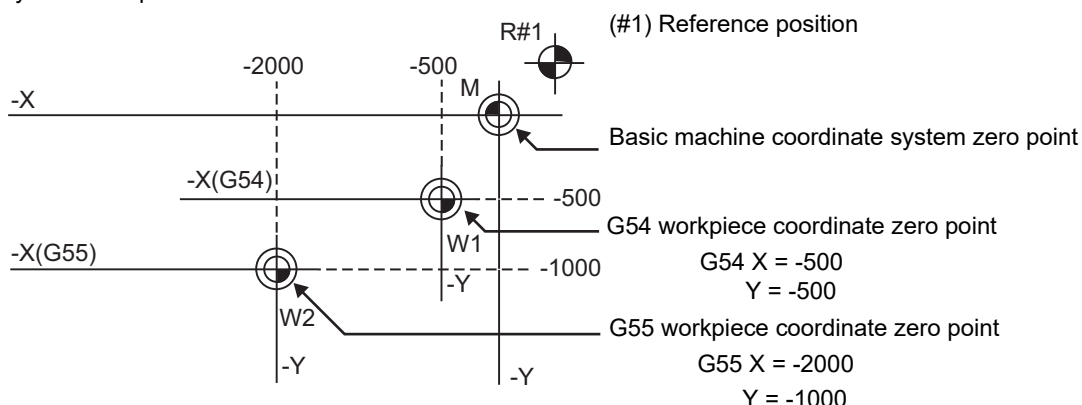 R#1
(#1) Reference position
-2000
-500
M
-X
Basic machine coordinate system zero point
-X(G54)
-500
G54 workpiece coordinate zero point
W1
-X(G55)
G54 X = -500
-1000
-Y
Y = -500
W2
G55 workpiece coordinate zero point
-Y
G55 X = -2000
-Y
Y = -1000